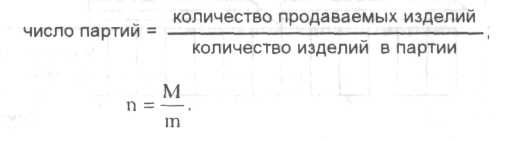 число партий = количество продаваемых изделий / количество изделий в партии;
n = M / m.